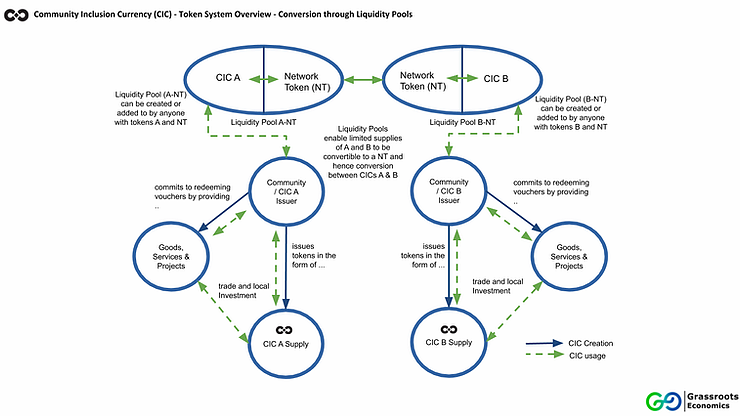 Community Inclusion Currency (CIC) - Token System Overview - Conversion through Liquidity Pools
CIC A
Network
Token (NT)
Network
Token (NT)
CIC B
Liquidity Pool (A-NT)
can be created or
added to by anyone
with tokens A and NT
Liquidity Pool A-NT
Liquidity Pool B-NT
Liquidity Pool (B-NT)
can be created or
added to by anyone
with tokens B and NT
Liquidity Pools
enable limited supplies
of A and B to be
convertible to a NT and
hence conversion
between CICs A & B
Community
/ CIC A
Issuer
Community
/ CIC B
Issuer
commits to redeeming
vouchers by providing
..
commits to redeeming
vouchers by providing
..
Goods,
Services &
Projects
issues
tokens in the
form of ...
issues
tokens in the
form of ...
Goods,
Services &
Projects
trade and local
Investment
trade and local
Investment
CIC A Supply
CIC B Supply
CIC Creation
CIC usage
Grassroots
Economics